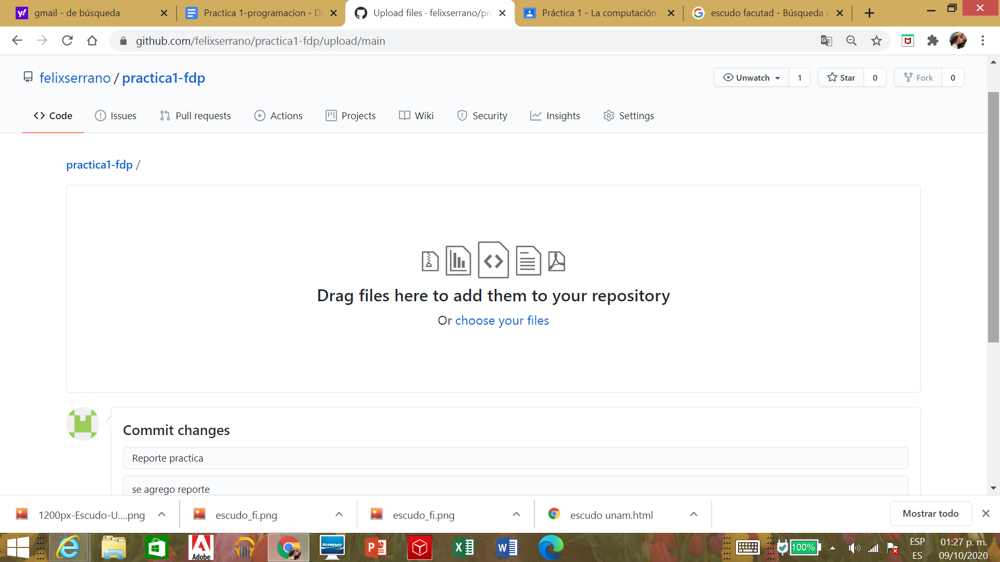 gmail - de búsqueda
Practica 1-programacion - Do
Upload files · felixserrano/pra
Práctica 1 - La computación
escudo facutad - Búsqueda
github.com/felixserrano/practica1-fdp/upload/main
felixserrano / practica1-fdp
Unwatch 1
Star 0
Fork 0
Code
Issues
Pull requests
Actions
Projects
Wiki
Security
Insights
Settings
practica1-fdp /
Drag files here to add them to your repository
Or choose your files
Commit changes
Reporte practica
se agrego reporte
1200px-Escudo-U....png
escudo_fi.png
escudo_fi.png
escudo unam.html
Mostrar todo
Adobe
lenovo
100%
ESP
ES
01:27 p. m.
09/10/2020